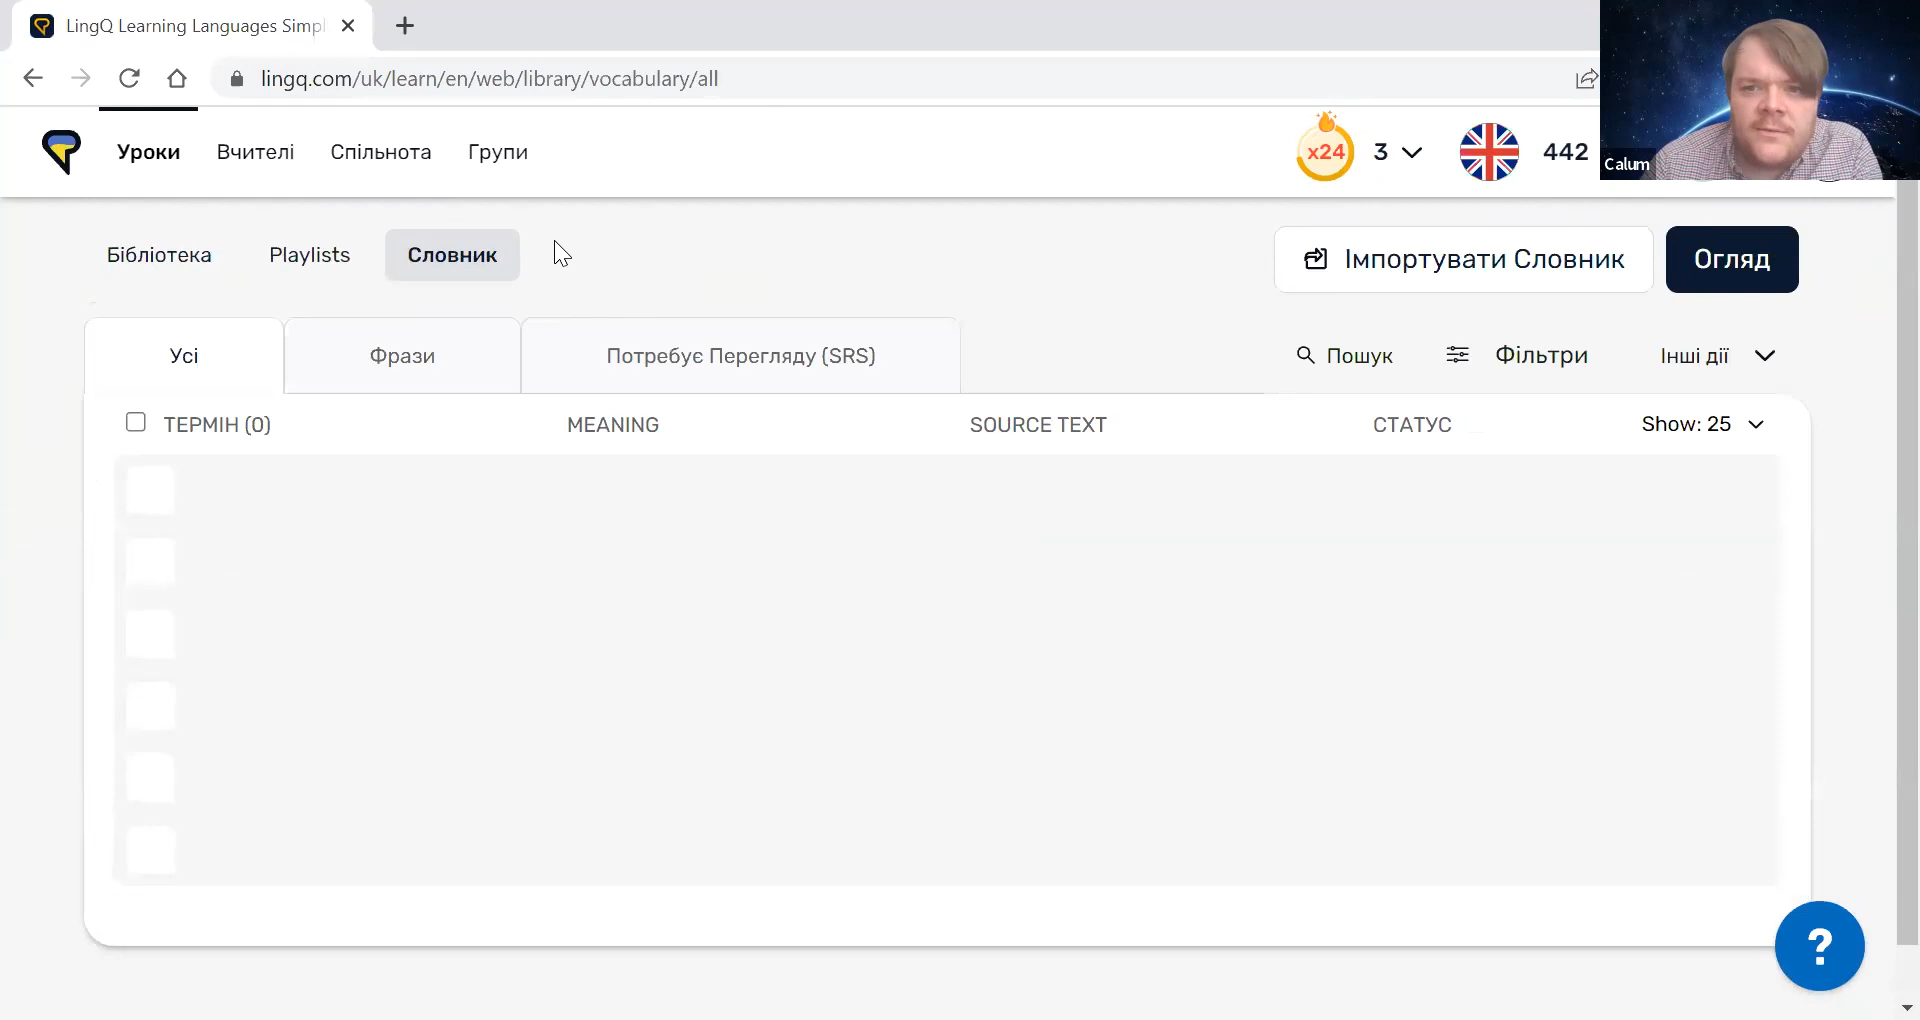 LingQ Learning Languages Simpl
lingq.com/uk/learn/en/web/library/vocabulary/all
Уроки Вчителі Спільнота Групи x24 3 442
Calum
Бібліотека Playlists Словник Імпортувати Словник Огляд
Усі Фрази Потребує Перегляду (SRS) Пошук Фільтри Інші дії
ТЕРМІН (0) MEANING SOURCE TEXT СТАТУС Show: 25
?